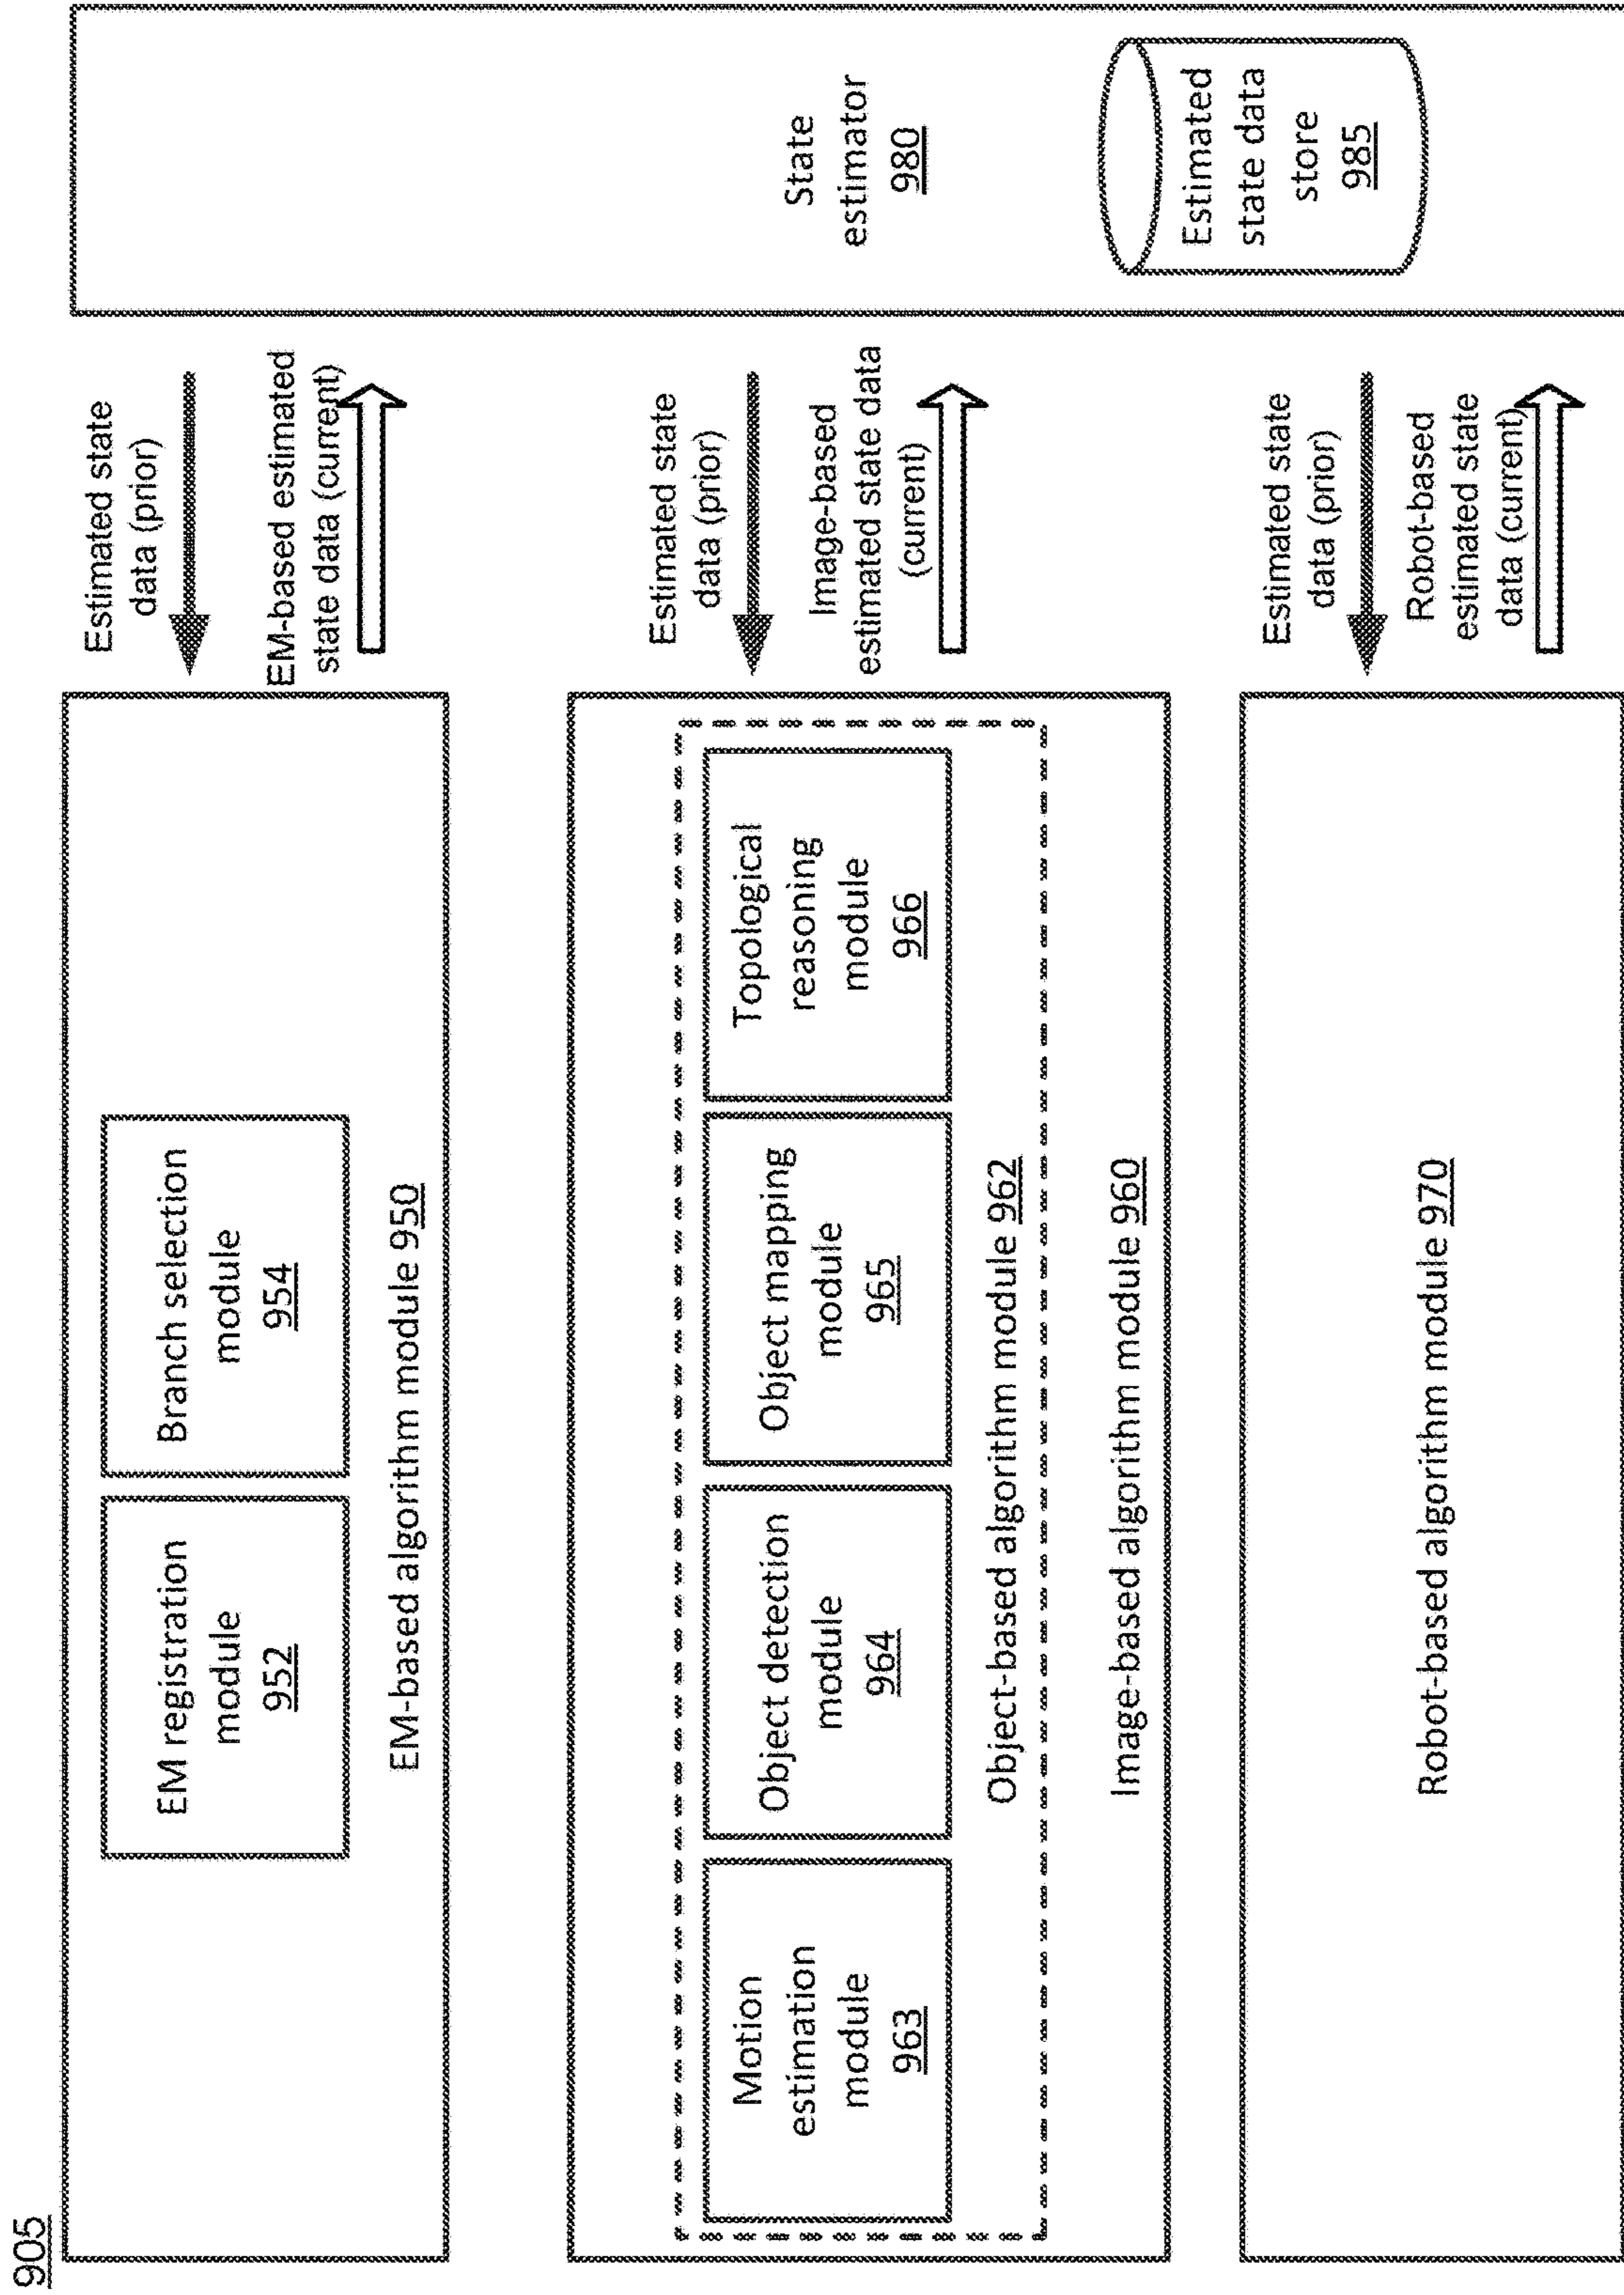 905
EM registration
module
952
Branch selection
module
954
EM-based algorithm module 950
Estimated state
data (prior)
EM-based estimated
state data (current)
Motion
estimation
module
963
Object detection
module
964
Object mapping
module
965
Topological
reasoning
module
966
Object-based algorithm module 962
Image-based algorithm module 960
Estimated state
data (prior)
Image-based
estimated state data
(current)
Robot-based algorithm module 970
Estimated state
data (prior)
Robot-based
estimated state
data (current)
State
estimator
980
Estimated
state data
store
985